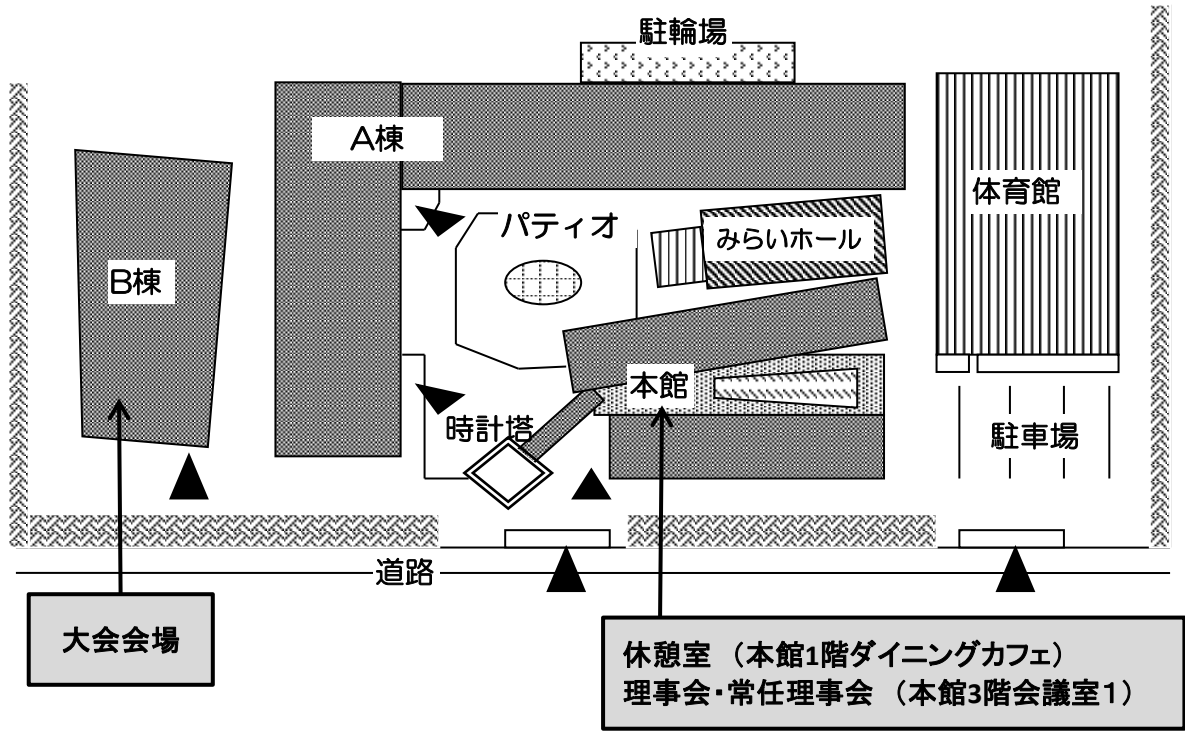 駐輪場
A棟
体育館
パティオ
みらいホール
B棟
本館
時計塔
駐車場
道路
大会会場
休憩室 （本館1階ダイニングカフェ）
理事会・常任理事会 （本館3階会議室１）